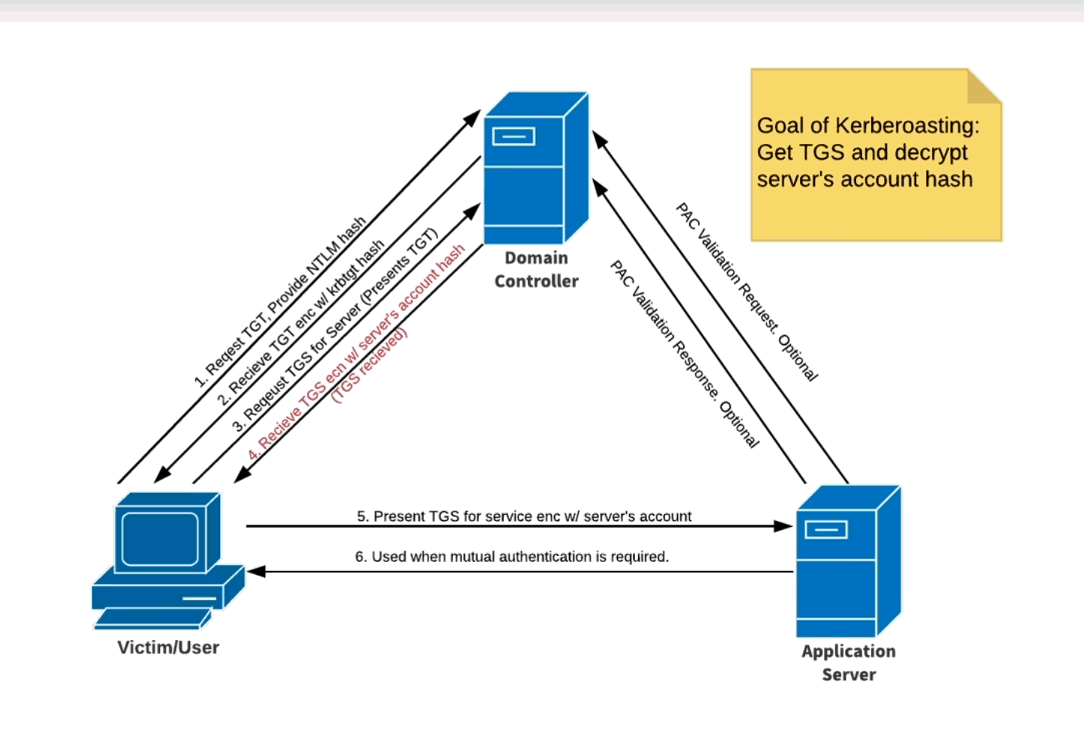 Goal of Kerberoasting:
Get TGS and decrypt
server's account hash
Domain
Controller
1. Reqest TGT, Provide NTLM hash
2. Recieve TGT enc w/ krbtgt hash
3. Reqeust TGS for Server (Presents TGT)
4. Recieve TGS ecn w/ server's account hash
(TGS recieved)
PAC Validation Request. Optional
PAC Validation Response. Optional
5. Present TGS for service enc w/ server's account
6. Used when mutual authentication is required.
Victim/User
Application
Server